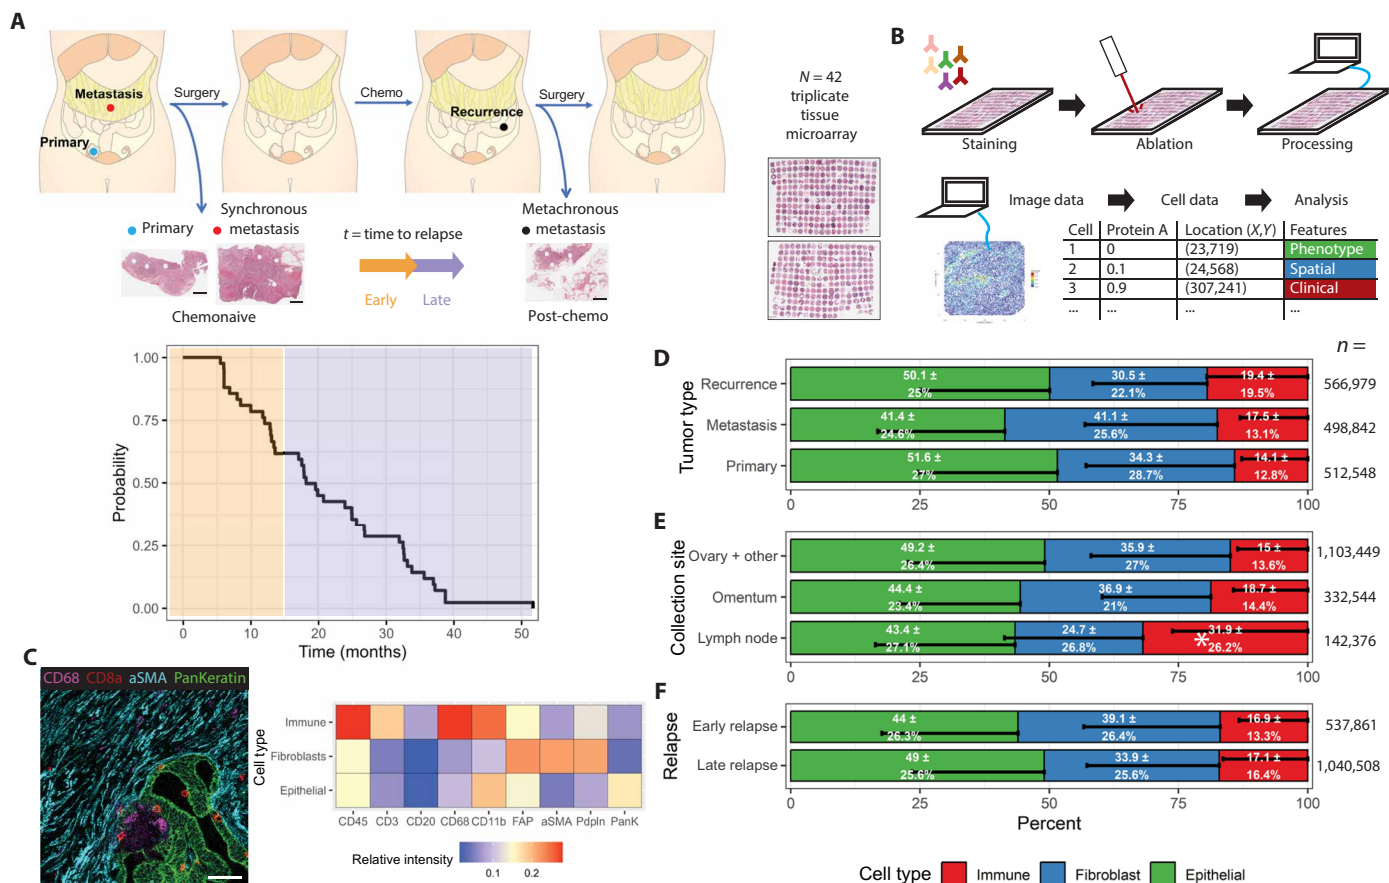 A
Metastasis
Primary
Surgery
Chemo
Recurrence
Surgery
Primary
Synchronous
metastasis
Chemonaive
t = time to relapse
Early
Late
Metachronous
metastasis
Post-chemo
N = 42
triplicate
tissue
microarray
B
Staining
Ablation
Processing
Image data
Cell data
Analysis
Cell Protein A Location (X,Y) Features
1 0 (23,719) Phenotype
2 0.1 (24,568) Spatial
3 0.9 (307,241) Clinical
... ... ... ...
Probability
1.00
0.75
0.50
0.25
0.00
0 10 20 30 40 50
Time (months)
C
CD68 CD8a aSMA PanKeratin
Cell type
Immune
Fibroblasts
Epithelial
CD45 CD3 CD20 CD68 CD11b FAP aSMA Pdpln PanK
Relative intensity
0.1 0.2
D
n =
Tumor type
Recurrence 50.1 ± 25% 30.5 ± 22.1% 19.4 ± 19.5% 566,979
Metastasis 41.4 ± 24.6% 41.1 ± 25.6% 17.5 ± 13.1% 498,842
Primary 51.6 ± 27% 34.3 ± 28.7% 14.1 ± 12.8% 512,548
0 25 50 75 100
E
Collection site
Ovary + other 49.2 ± 26.4% 35.9 ± 27% 15 ± 13.6% 1,103,449
Omentum 44.4 ± 23.4% 36.9 ± 21% 18.7 ± 14.4% 332,544
Lymph node 43.4 ± 27.1% 24.7 ± 26.8% 31.9 ± * 26.2% 142,376
0 25 50 75 100
F
Relapse
Early relapse 44 ± 26.3% 39.1 ± 26.4% 16.9 ± 13.3% 537,861
Late relapse 49 ± 25.6% 33.9 ± 25.6% 17.1 ± 16.4% 1,040,508
0 25 50 75 100
Percent
Cell type Immune Fibroblast Epithelial